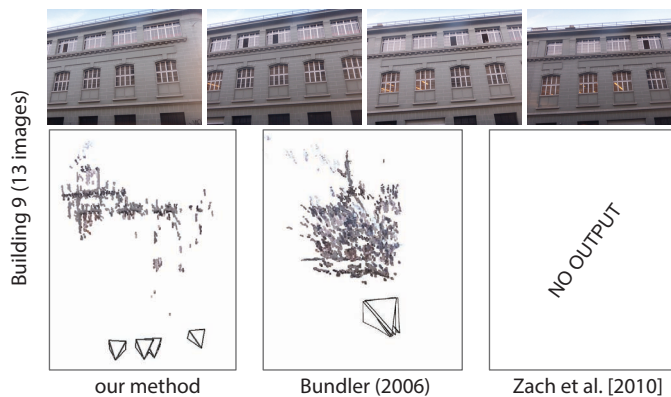 Building 9 (13 images)
NO OUTPUT
our method
Bundler (2006)
Zach et al. [2010]